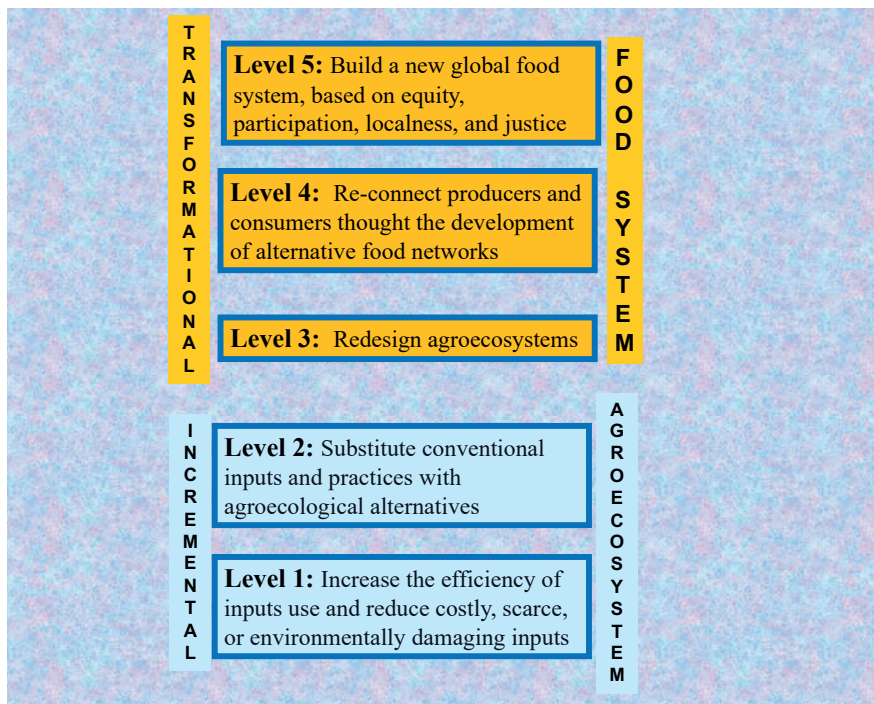 TRANSFORMATIONAL
FOOD SYSTEM
Level 5: Build a new global food
system, based on equity,
participation, localness, and justice
Level 4: Re-connect producers and
consumers thought the development
of alternative food networks
Level 3: Redesign agroecosystems
INCREMENTAL
AGROECOSYSTEM
Level 2: Substitute conventional
inputs and practices with
agroecological alternatives
Level 1: Increase the efficiency of
inputs use and reduce costly, scarce,
or environmentally damaging inputs